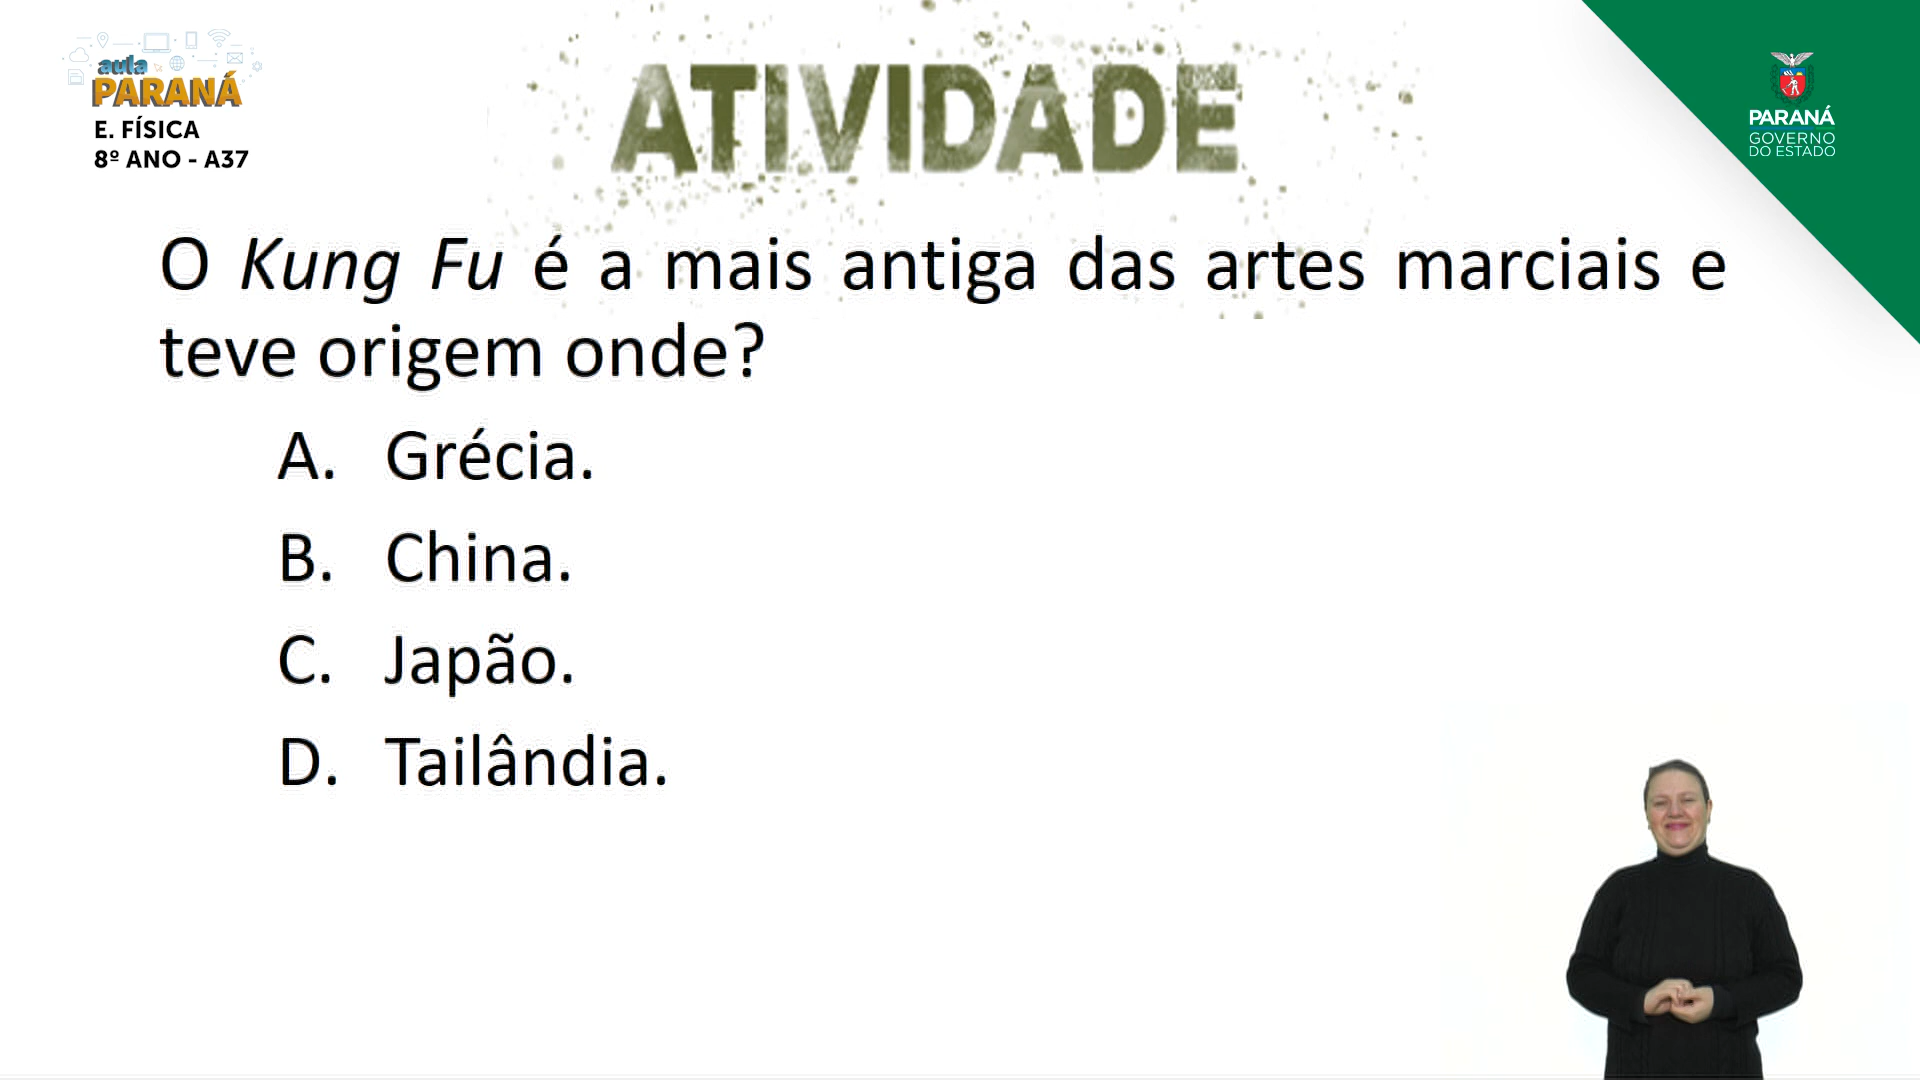 aula
PARANÁ
E. FÍSICA
8º ANO - A37
ATIVIDADE
PARANÁ
GOVERNO
DO ESTADO
O Kung Fu é a mais antiga das artes marciais e
teve origem onde?
A. Grécia.
B. China.
C. Japão.
D. Tailândia.